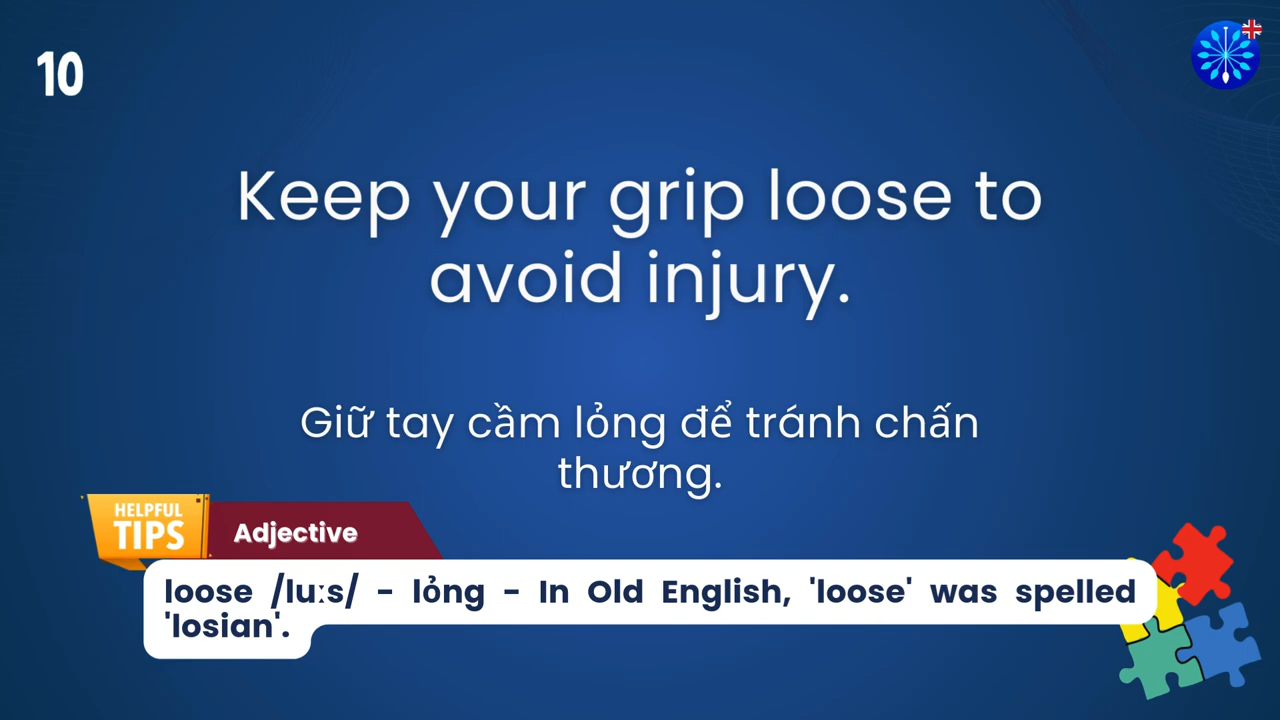 10
Keep your grip loose to
avoid injury.
Giữ tay cầm lỏng để tránh chấn
thương.
HELPFUL
TIPS
Adjective
loose /luːs/ - lỏng - In Old English, 'loose' was spelled
'losian'.